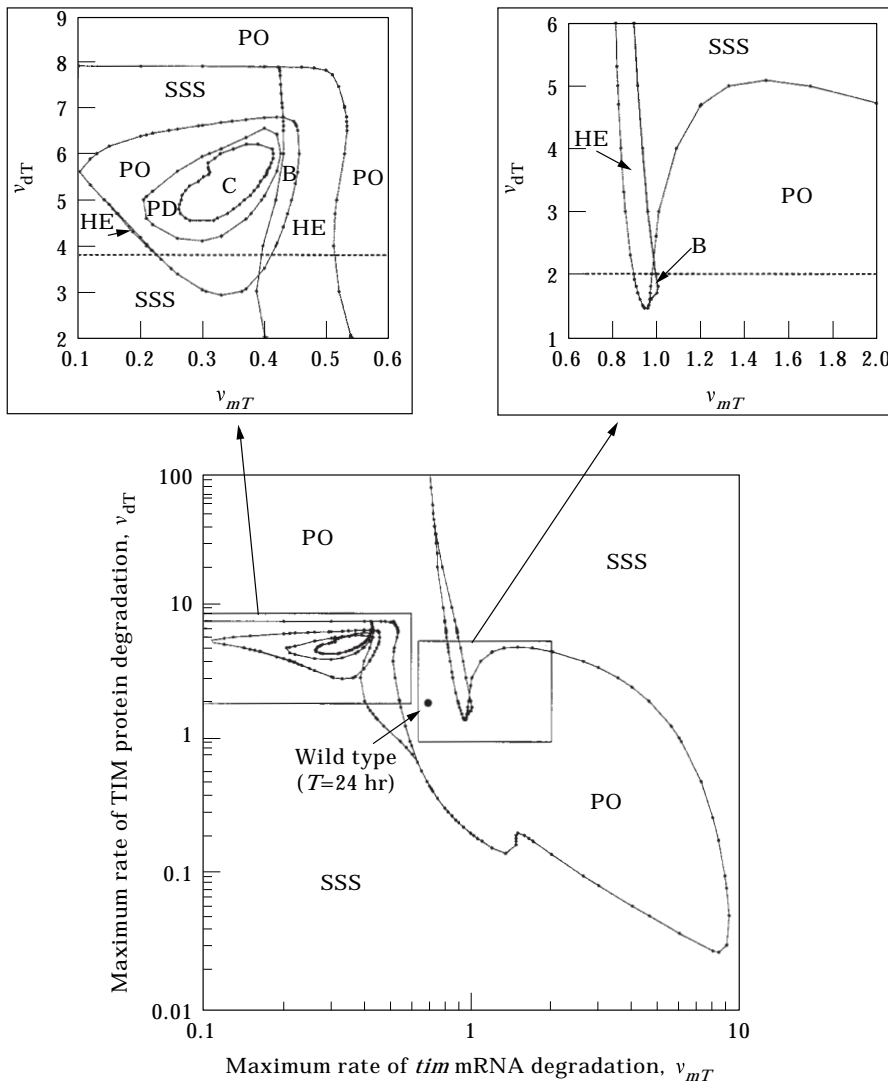 9
8
7
6
5
4
3
2
0.1 0.2 0.3 0.4 0.5 0.6
v_dT
v_mT
PO
SSS
PO
C
B
PO
PD
HE
HE
SSS
6
5
4
3
2
1
0.6 0.8 1.0 1.2 1.4 1.6 1.8 2.0
v_dT
v_mT
SSS
HE
PO
B
100
10
1
0.1
0.01
0.1 1 10
Maximum rate of TIM protein degradation, v_dT
PO
SSS
Wild type
(T=24 hr)
PO
SSS
Maximum rate of tim mRNA degradation, v_mT